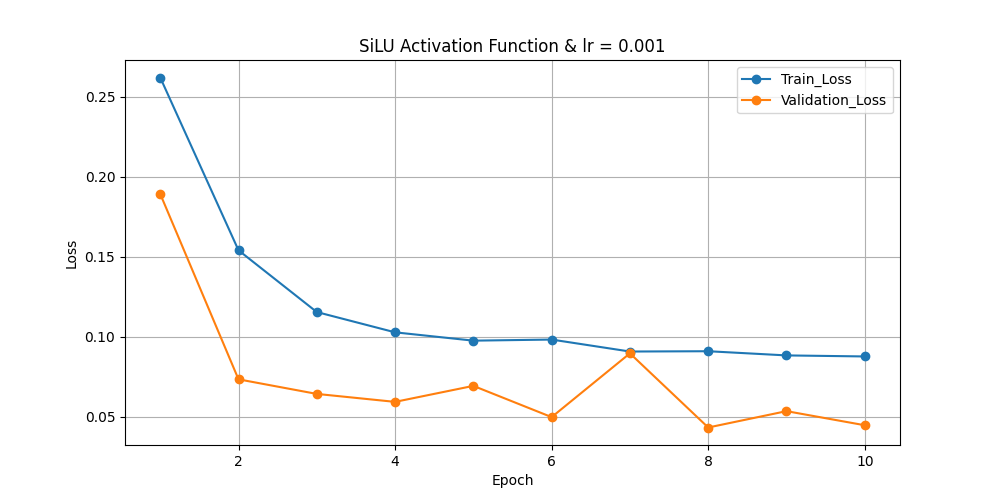 SiLU Activation Function & lr = 0.001
Train_Loss
Validation_Loss
0.25
0.20
0.15
0.10
0.05
Loss
2 4 6 8 10
Epoch